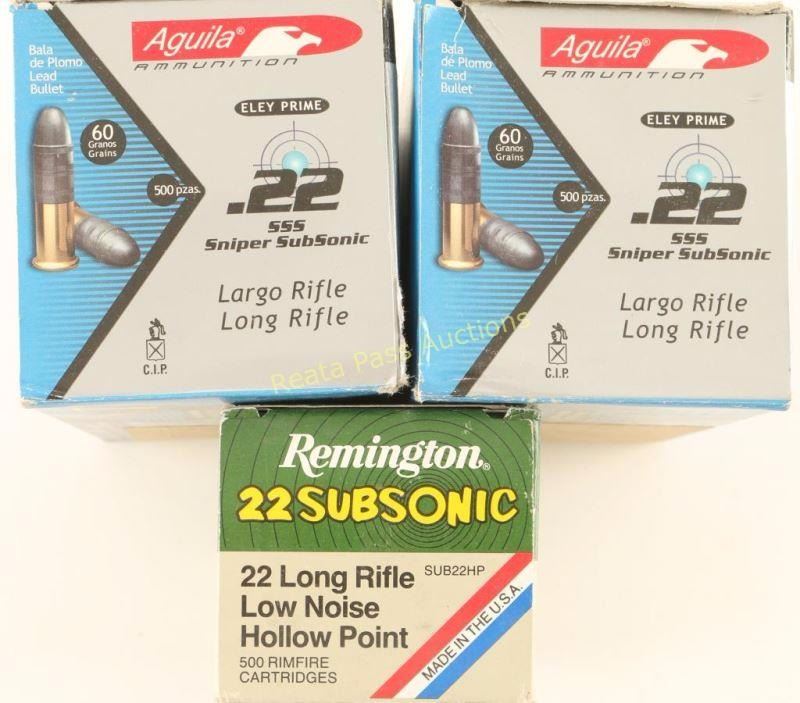 Aguila®
AMMUNITION
Bala
de Plomo
Lead
Bullet
ELEY PRIME
60
Granos
Grains
500 pzas.
.22
SSS
Sniper SubSonic
Largo Rifle
Long Rifle
C.I.P.
Aguila®
AMMUNITION
Bala
de Plomo
Lead
Bullet
ELEY PRIME
60
Granos
Grains
500 pzas.
.22
SSS
Sniper SubSonic
Largo Rifle
Long Rifle
C.I.P.
Reata Pass Auctions
Remington®
22 SUBSONIC
22 Long Rifle SUB22HP
Low Noise
Hollow Point
500 RIMFIRE
CARTRIDGES
MADE IN THE U.S.A.